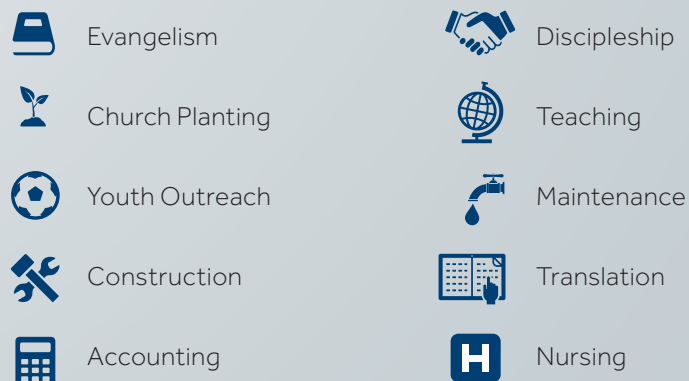 Evangelism
Discipleship
Church Planting
Teaching
Youth Outreach
Maintenance
Construction
Translation
Accounting
H
Nursing